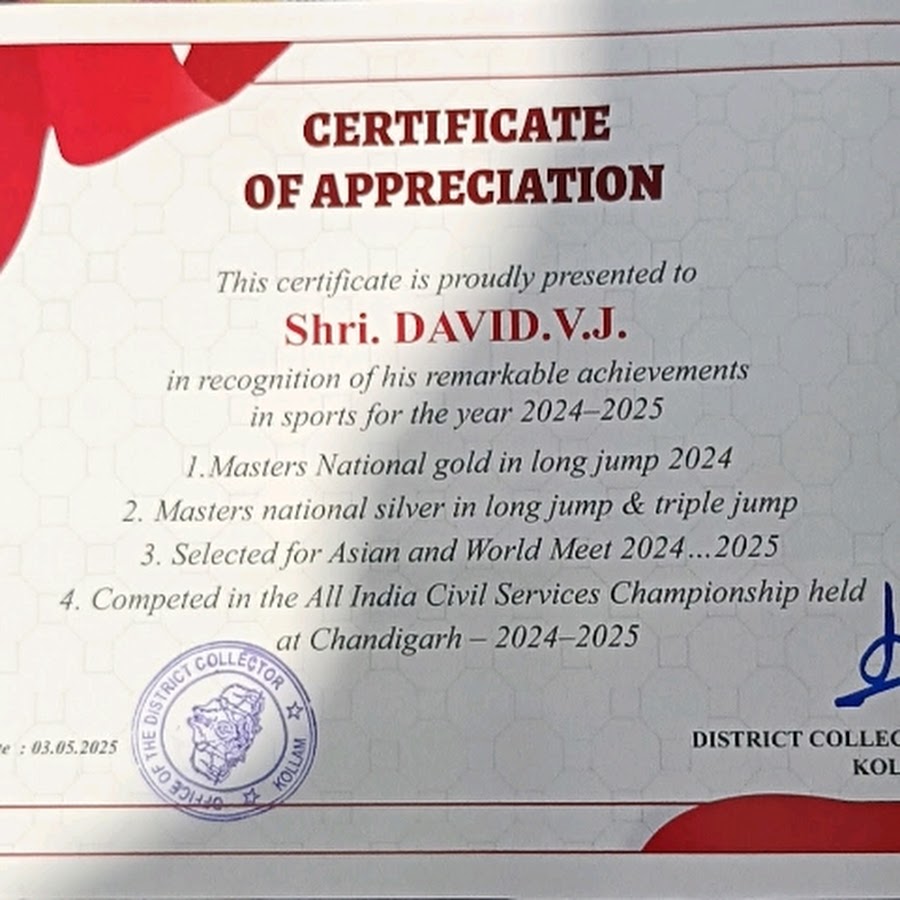 CERTIFICATE
OF APPRECIATION
This certificate is proudly presented to
Shri. DAVID.V.J.
in recognition of his remarkable achievements
in sports for the year 2024–2025
1.Masters National gold in long jump 2024
2. Masters national silver in long jump & triple jump
3. Selected for Asian and World Meet 2024...2025
4. Competed in the All India Civil Services Championship held
at Chandigarh – 2024–2025
OFFICE OF THE DISTRICT COLLECTOR
KOLLAM
: 03.05.2025
DISTRICT COLLEC
KOL